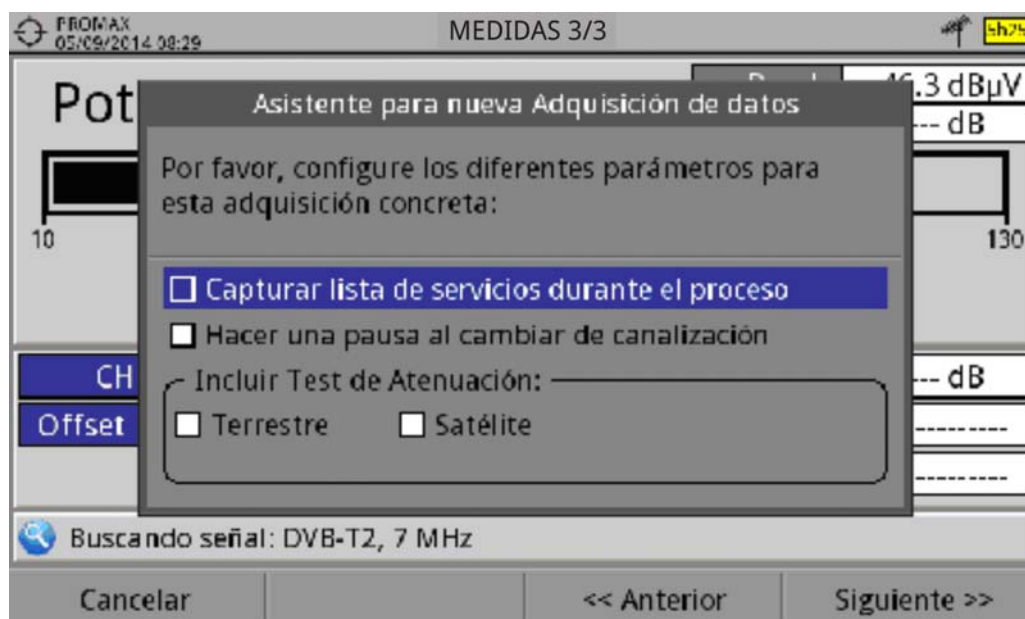 PROMAX
05/09/2014 08:29
MEDIDAS 3/3
5h25
Pot
.3 dBµV
--- dB
Asistente para nueva Adquisición de datos
Por favor, configure los diferentes parámetros para
esta adquisición concreta:
10
130
Capturar lista de servicios durante el proceso
Hacer una pausa al cambiar de canalización
CH
Incluir Test de Atenuación:
--- dB
Offset
Terrestre
Satélite
---------
---------
Buscando señal: DVB-T2, 7 MHz
Cancelar
<< Anterior
Siguiente >>